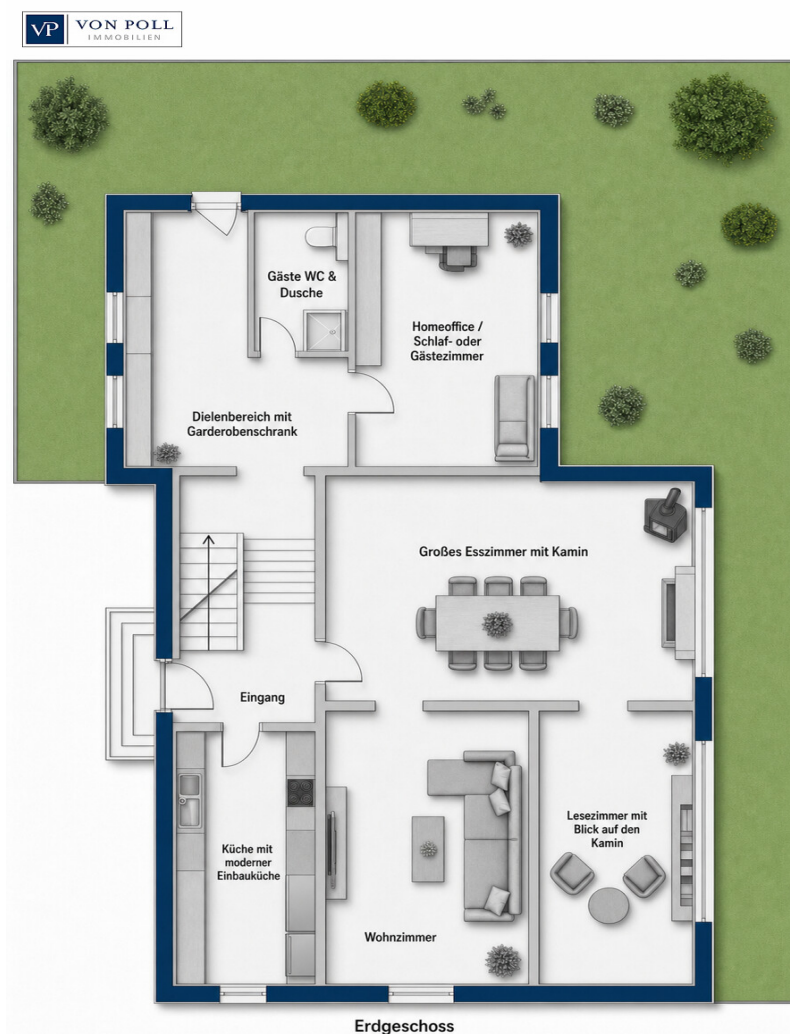 VP VON POLL
IMMOBILIEN
Gäste WC &
Dusche
Homeoffice /
Schlaf- oder
Gästezimmer
Dielenbereich mit
Garderobenschrank
Großes Esszimmer mit Kamin
Eingang
Lesezimmer mit
Blick auf den
Kamin
Küche mit
moderner
Einbauküche
Wohnzimmer
Erdgeschoss